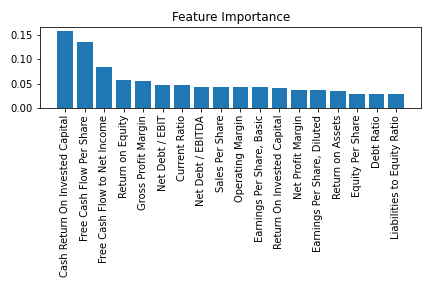 Feature Importance
0.15
0.10
0.05
0.00
Cash Return On Invested Capital
Free Cash Flow Per Share
Free Cash Flow to Net Income
Return on Equity
Gross Profit Margin
Net Debt / EBIT
Current Ratio
Net Debt / EBITDA
Sales Per Share
Operating Margin
Earnings Per Share, Basic
Return On Invested Capital
Net Profit Margin
Earnings Per Share, Diluted
Return on Assets
Equity Per Share
Debt Ratio
Liabilities to Equity Ratio